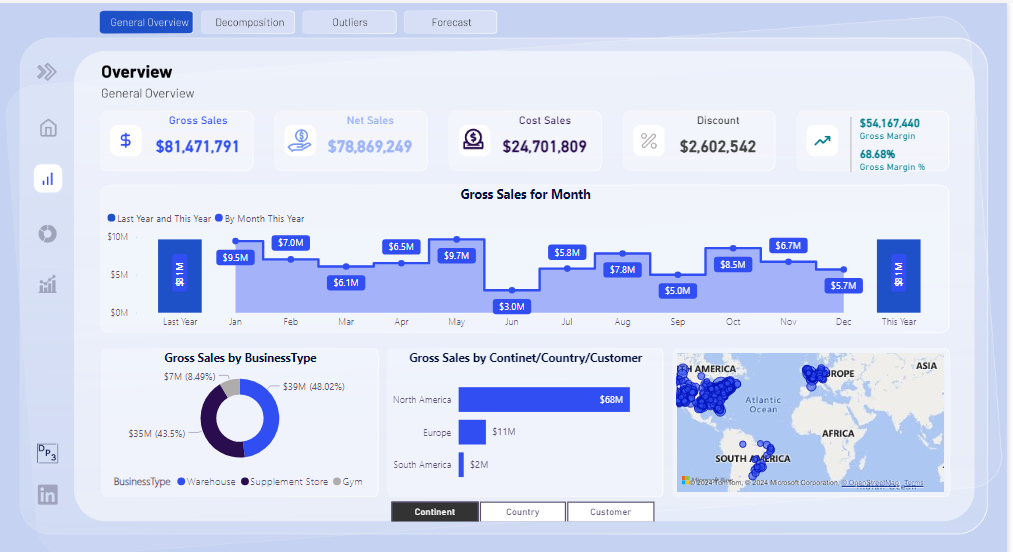 General Overview
Decomposition
Outliers
Forecast
Overview
General Overview
Gross Sales
$81,471,791
Net Sales
$78,869,249
Cost Sales
$24,701,809
Discount
$2,602,542
$54,167,440
Gross Margin
68.68%
Gross Margin %
Gross Sales for Month
Last Year and This Year
By Month This Year
$10M
$5M
$0M
$81M
$9.5M
$7.0M
$6.1M
$6.5M
$9.7M
$3.0M
$5.8M
$7.8M
$5.0M
$8.5M
$6.7M
$5.7M
$81M
Last Year
Jan
Feb
Mar
Apr
May
Jun
Jul
Aug
Sep
Oct
Nov
Dec
This Year
Gross Sales by BusinessType
$7M (8.49%)
$39M (48.02%)
$35M (43.5%)
BusinessType
Warehouse
Supplement Store
Gym
Gross Sales by Continet/Country/Customer
North America
$68M
Europe
$11M
South America
$2M
H AMERICA
ROPE
ASIA
Atlantic
Ocean
AFRICA
SOUTH AMERICA
© 2024 TomTom, © 2024 Microsoft Corporation, © OpenStreetMap Terms
DP3
in
Continent
Country
Customer